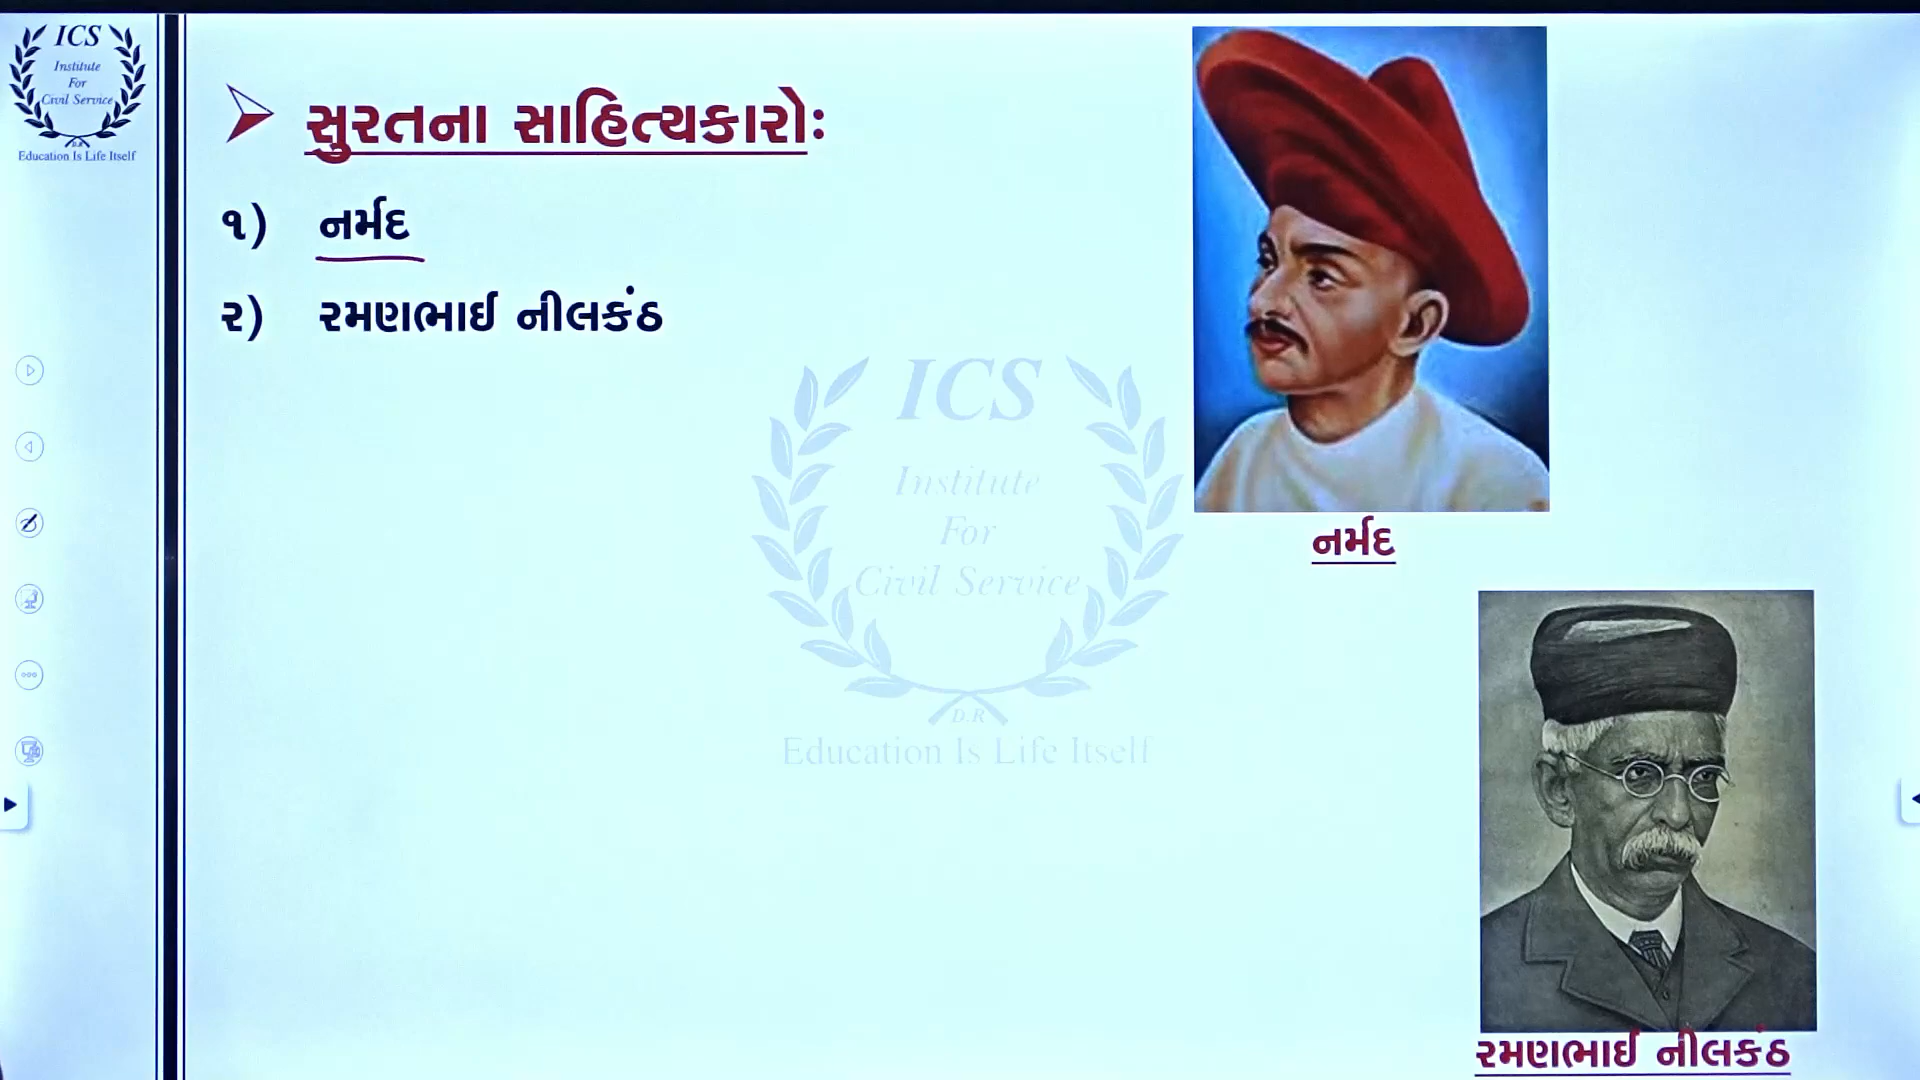 ICS
Institute
For
Civil Service
D.R
Education Is Life Itself
સુરતના સાહિત્યકારોઃ
૧) નર્મદ
૨) રમણભાઈ નીલકંઠ
ICS
Institute
For
Civil Service
D.R
Education Is Life Itself
નર્મદ
રમણભાઈ નીલકંઠ